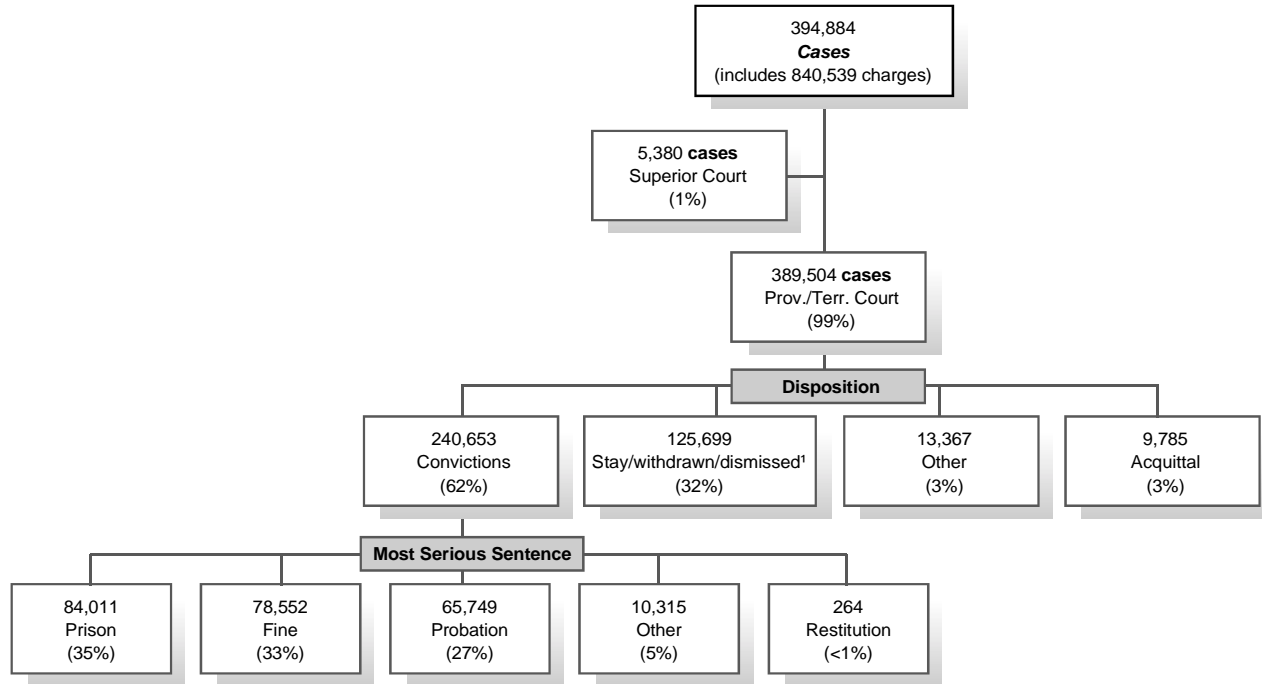 394,884
Cases
(includes 840,539 charges)
5,380 cases
Superior Court
(1%)
389,504 cases
Prov./Terr. Court
(99%)
Disposition
240,653
Convictions
(62%)
125,699
Stay/withdrawn/dismissed¹
(32%)
13,367
Other
(3%)
9,785
Acquittal
(3%)
Most Serious Sentence
84,011
Prison
(35%)
78,552
Fine
(33%)
65,749
Probation
(27%)
10,315
Other
(5%)
264
Restitution
(<1%)